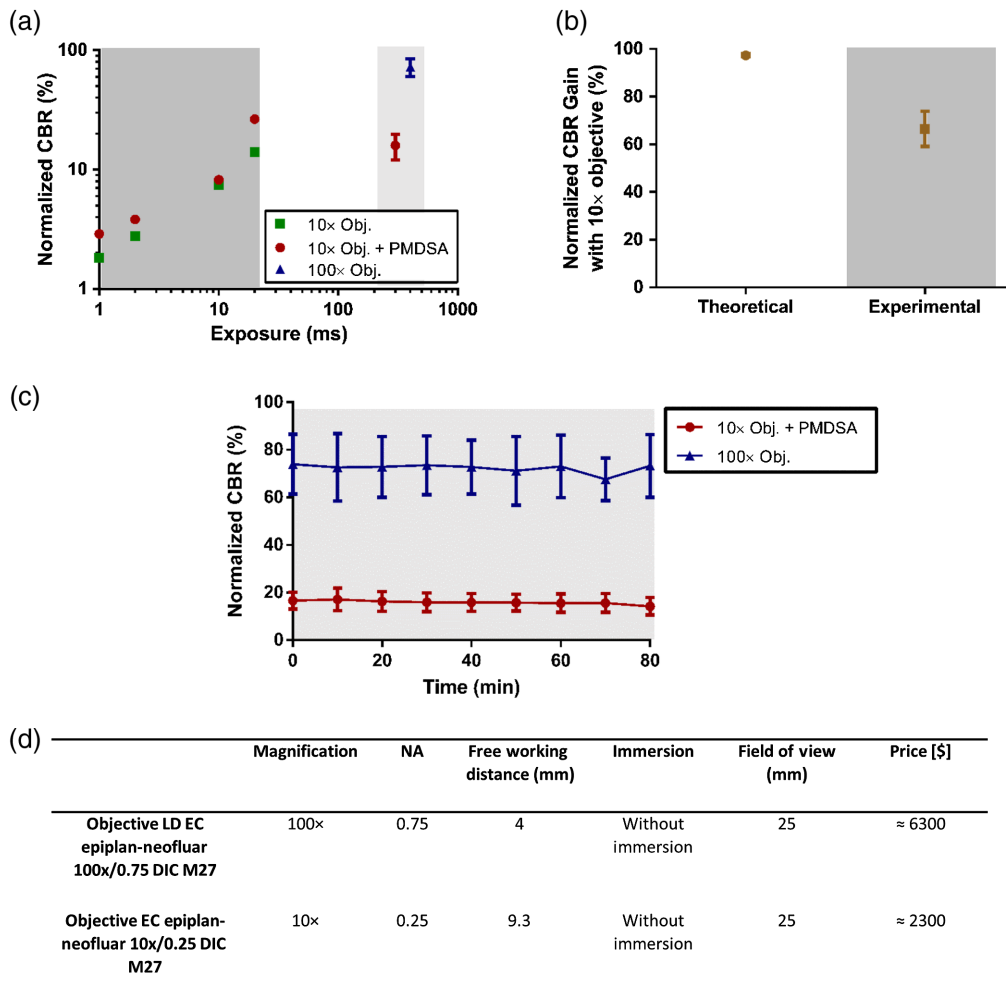 (a)
Normalized CBR (%)
100
10
1
1
10
100
1000
Exposure (ms)
10× Obj.
10× Obj. + PMDSA
100× Obj.
(b)
Normalized CBR Gain
with 10× objective (%)
100
80
60
40
20
0
Theoretical
Experimental
(c)
Normalized CBR (%)
100
80
60
40
20
0
0
20
40
60
80
Time (min)
10× Obj. + PMDSA
100× Obj.
(d)
Magnification NA Free working Immersion Field of view Price [$]
distance (mm) (mm)
Objective LD EC 100× 0.75 4 Without 25 ≈ 6300
epiplan-neofluar immersion
100x/0.75 DIC M27
Objective EC epiplan- 10× 0.25 9.3 Without 25 ≈ 2300
neofluar 10x/0.25 DIC immersion
M27